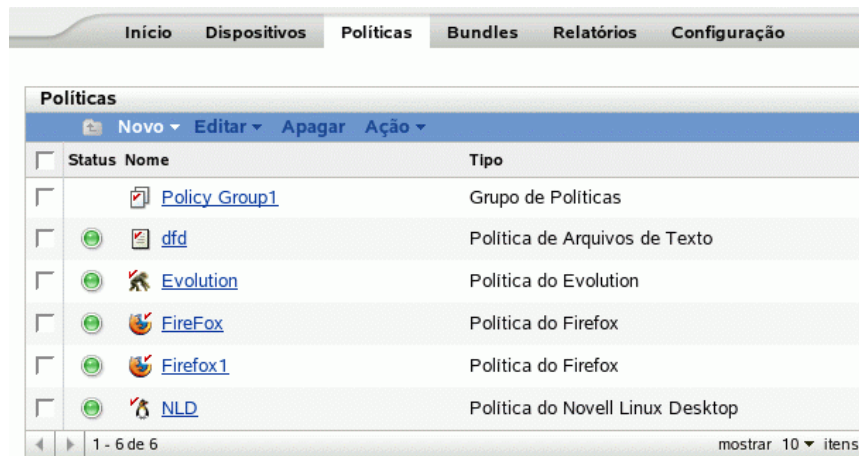 Início Dispositivos Políticas Bundles Relatórios Configuração
Políticas
Novo Editar Apagar Ação
Status Nome Tipo
Policy Group1 Grupo de Políticas
dfd Política de Arquivos de Texto
Evolution Política do Evolution
FireFox Política do Firefox
Firefox1 Política do Firefox
NLD Política do Novell Linux Desktop
1 - 6 de 6 mostrar 10 itens